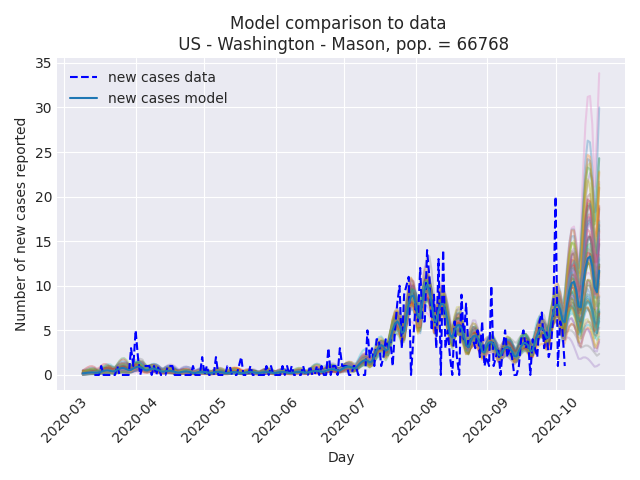 Model comparison to data
US - Washington - Mason, pop. = 66768
new cases data
new cases model
Number of new cases reported
35
30
25
20
15
10
5
0
2020-03
2020-04
2020-05
2020-06
2020-07
2020-08
2020-09
2020-10
Day